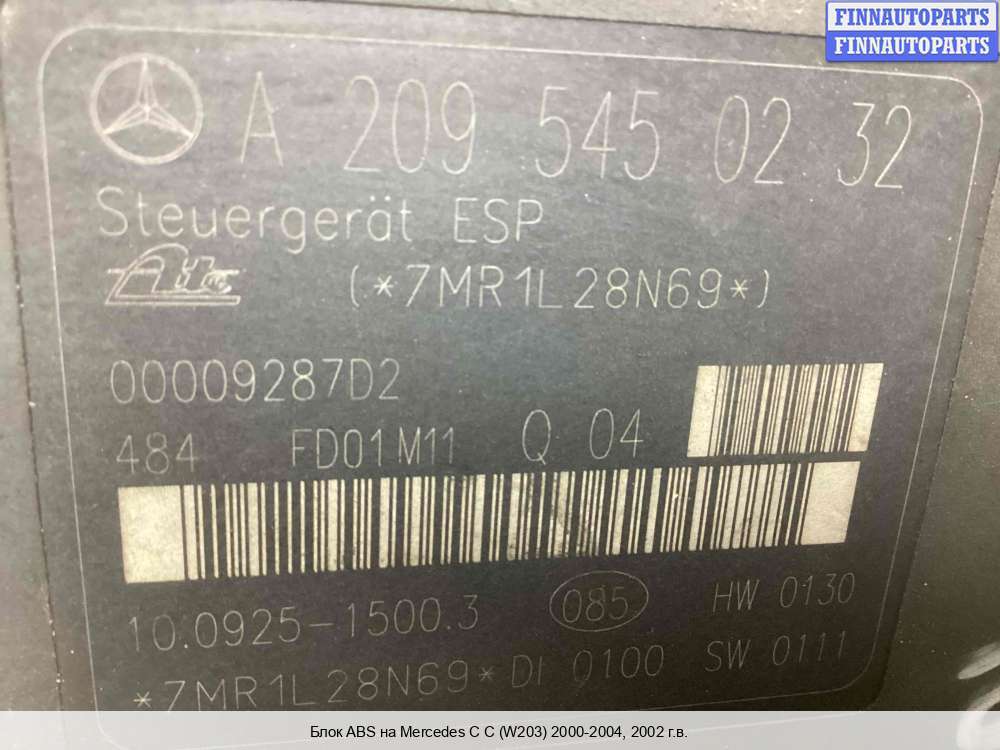 FINNAUTOPARTS
FINNAUTOPARTS
A 209 545 02 32
Steuergerät ESP
Ate (*7MR1L28N69*)
00009287D2
484 FD01M11 Q 04
10.0925-1500.3 085 HW 0130
*7MR1L28N69* DI 0100 SW 0111
Блок ABS на Mercedes C C (W203) 2000-2004, 2002 г.в.